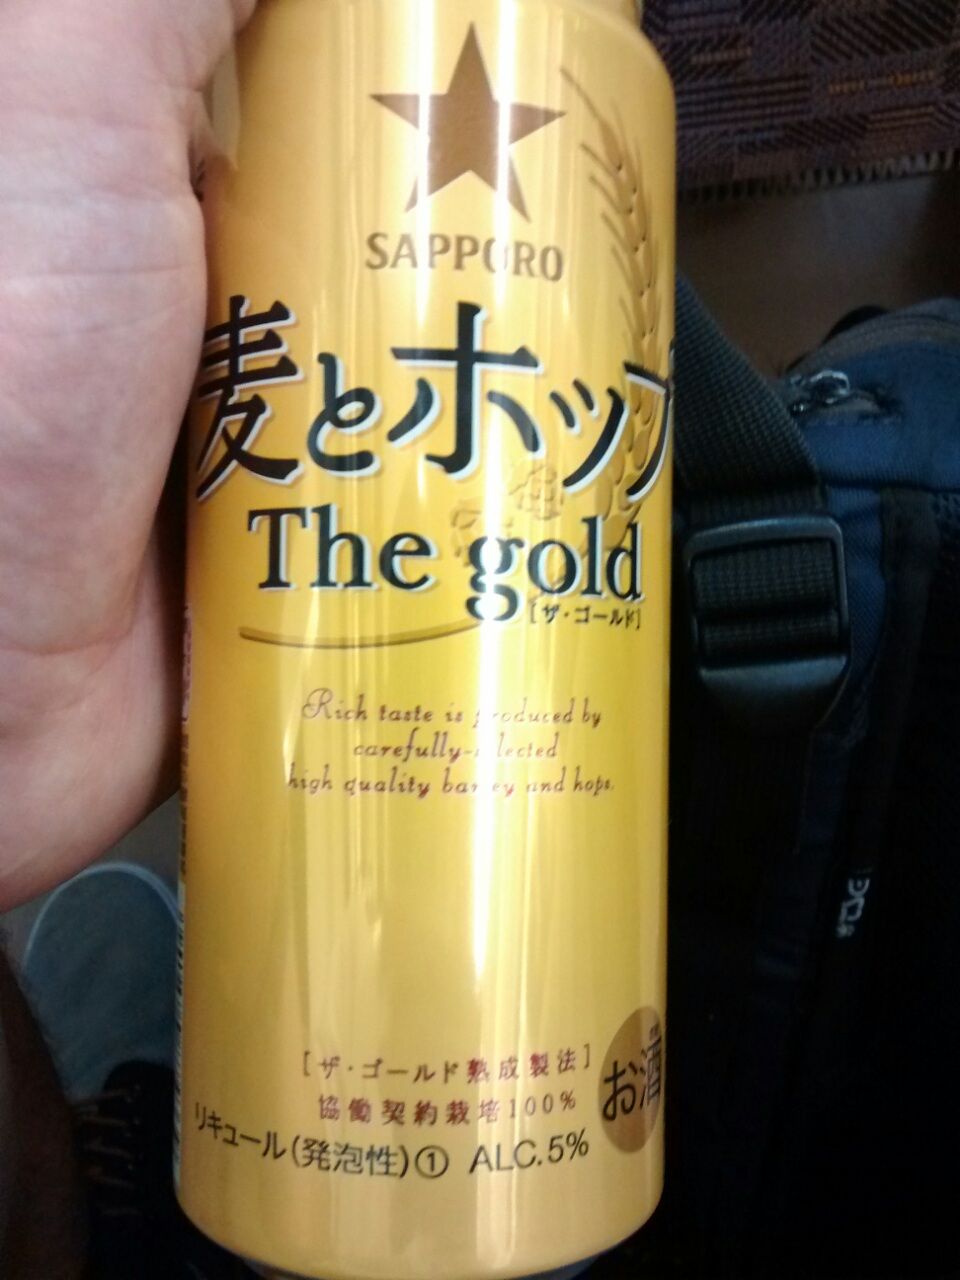 SAPPORO
麦とホップ
The gold
[ザ・ゴールド]
Rich taste is produced by
carefully-selected
high quality barley and hops.
[ザ・ゴールド熟成製法]
協働契約栽培100%
お酒
リキュール(発泡性)① ALC.5%